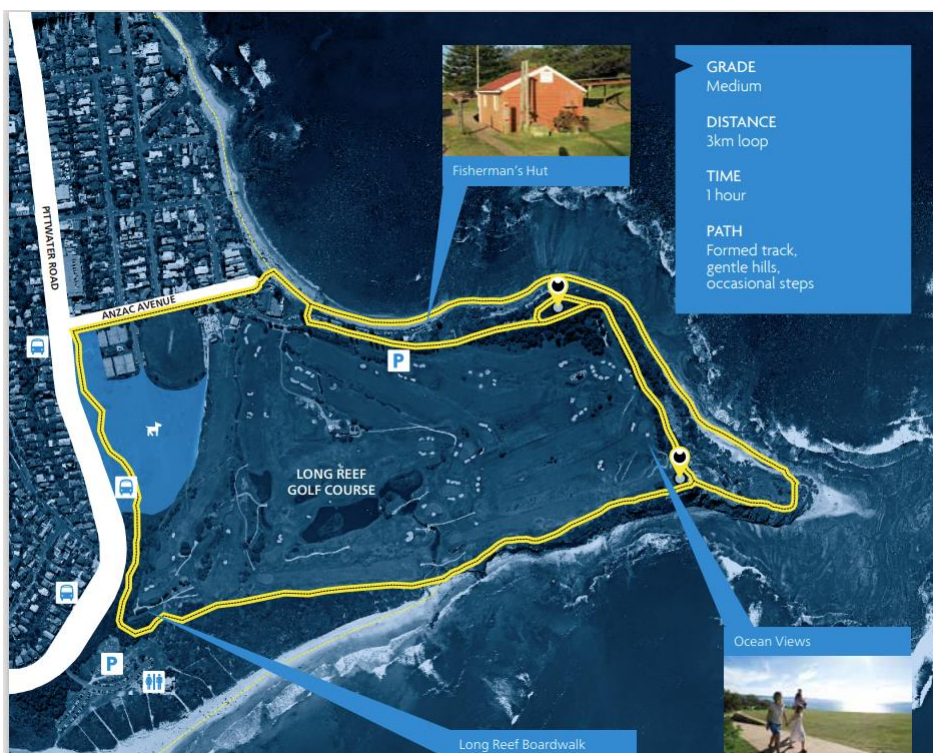 GRADE
Medium
DISTANCE
3km loop
TIME
1 hour
PATH
Formed track,
gentle hills,
occasional steps
Fisherman's Hut
PITTWATER ROAD
ANZAC AVENUE
P
LONG REEF
GOLF COURSE
Ocean Views
P
Long Reef Boardwalk